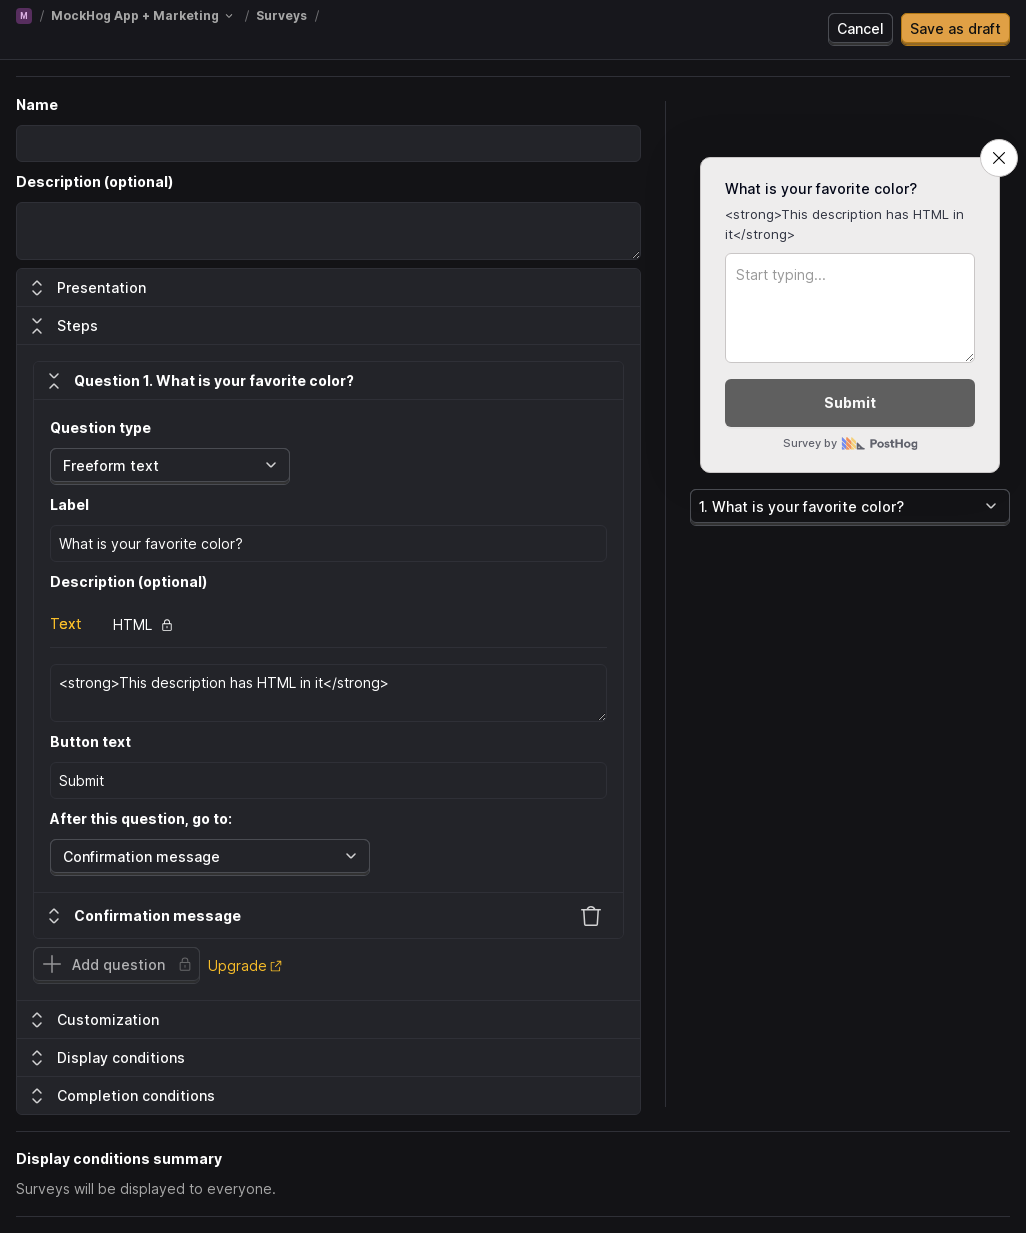 M / MockHog App + Marketing / Surveys /
Cancel
Save as draft
Name
Description (optional)
Presentation
Steps
Question 1. What is your favorite color?
Question type
Freeform text
Label
What is your favorite color?
Description (optional)
Text
HTML
<strong>This description has HTML in it</strong>
Button text
Submit
After this question, go to:
Confirmation message
Confirmation message
Add question
Upgrade
Customization
Display conditions
Completion conditions
What is your favorite color?
<strong>This description has HTML in
it</strong>
Start typing...
Submit
Survey by PostHog
1. What is your favorite color?
Display conditions summary
Surveys will be displayed to everyone.